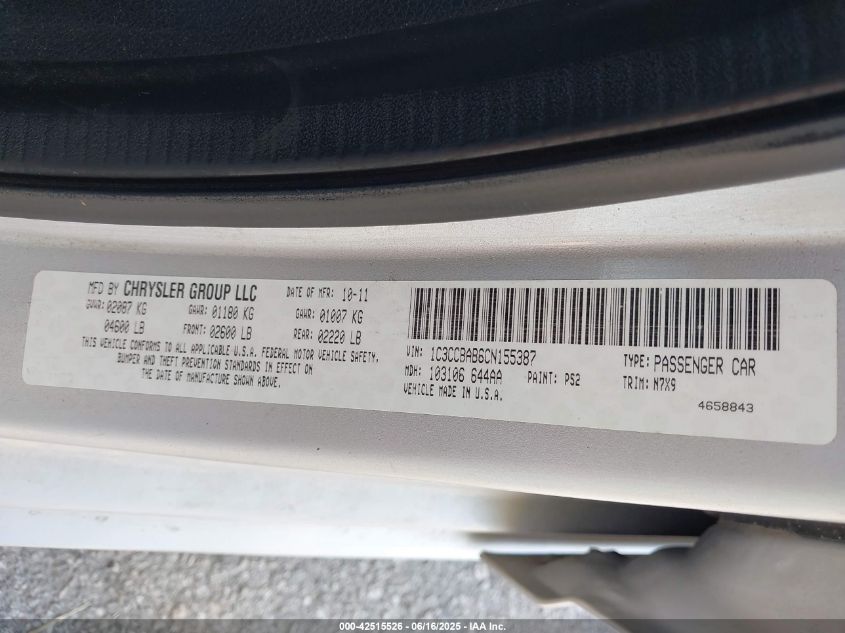 MFD BY CHRYSLER GROUP LLC DATE OF MFR: 10-11
GVWR: 02087 KG GAWR: 01180 KG GAWR: 01007 KG
04600 LB FRONT: 02600 LB REAR: 02220 LB
THIS VEHICLE CONFORMS TO ALL APPLICABLE U.S.A. FEDERAL MOTOR VEHICLE SAFETY,
BUMPER AND THEFT PREVENTION STANDARDS IN EFFECT ON
THE DATE OF MANUFACTURE SHOWN ABOVE.
VIN: 1C3CCBAB6CN155387 TYPE: PASSENGER CAR
MDH: 103106 644AA PAINT: PS2 TRIM: N7X9
VEHICLE MADE IN U.S.A. 4658843
000-42515526 - 06/16/2025 - IAA Inc.